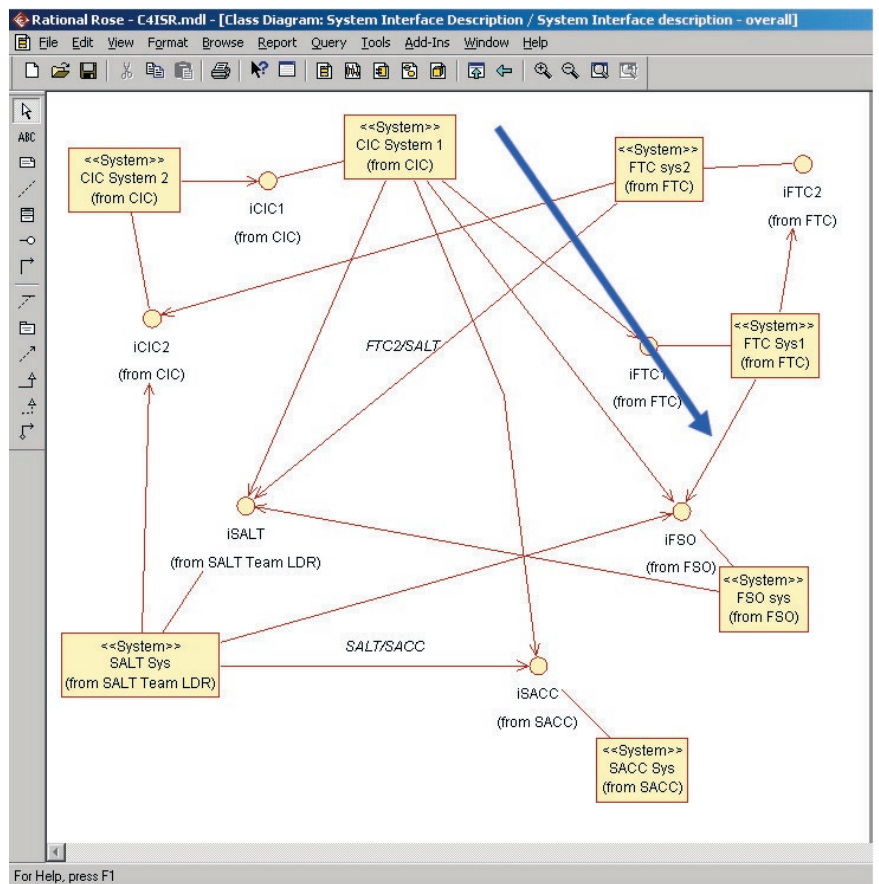 Rational Rose - C4ISR.mdl - [Class Diagram: System Interface Description / System Interface description - overall]
File Edit View Format Browse Report Query Tools Add-Ins Window Help
ABC
<<System>>
CIC System 2
(from CIC)
iCIC1
(from CIC)
<<System>>
CIC System 1
(from CIC)
<<System>>
FTC sys2
(from FTC)
iFTC2
(from FTC)
iCIC2
(from CIC)
FTC2/SALT
iFTC1
(from FTC)
<<System>>
FTC Sys1
(from FTC)
iSALT
(from SALT Team LDR)
iFSO
(from FSO)
<<System>>
FSO sys
(from FSO)
<<System>>
SALT Sys
(from SALT Team LDR)
SALT/SACC
iSACC
(from SACC)
<<System>>
SACC Sys
(from SACC)
For Help, press F1